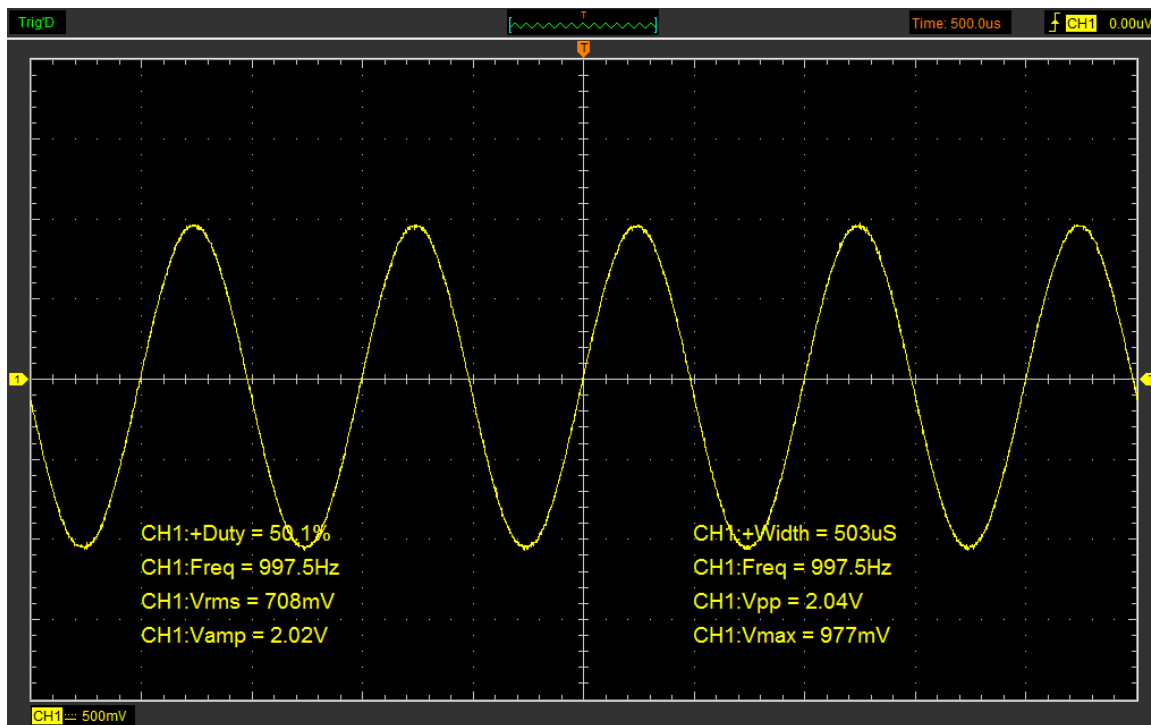 Trig'D
T
Time: 500.0us
CH1 0.00uV
T
1
CH1:+Duty = 50.1%
CH1:Freq = 997.5Hz
CH1:Vrms = 708mV
CH1:Vamp = 2.02V
CH1:+Width = 503uS
CH1:Freq = 997.5Hz
CH1:Vpp = 2.04V
CH1:Vmax = 977mV
CH1 500mV